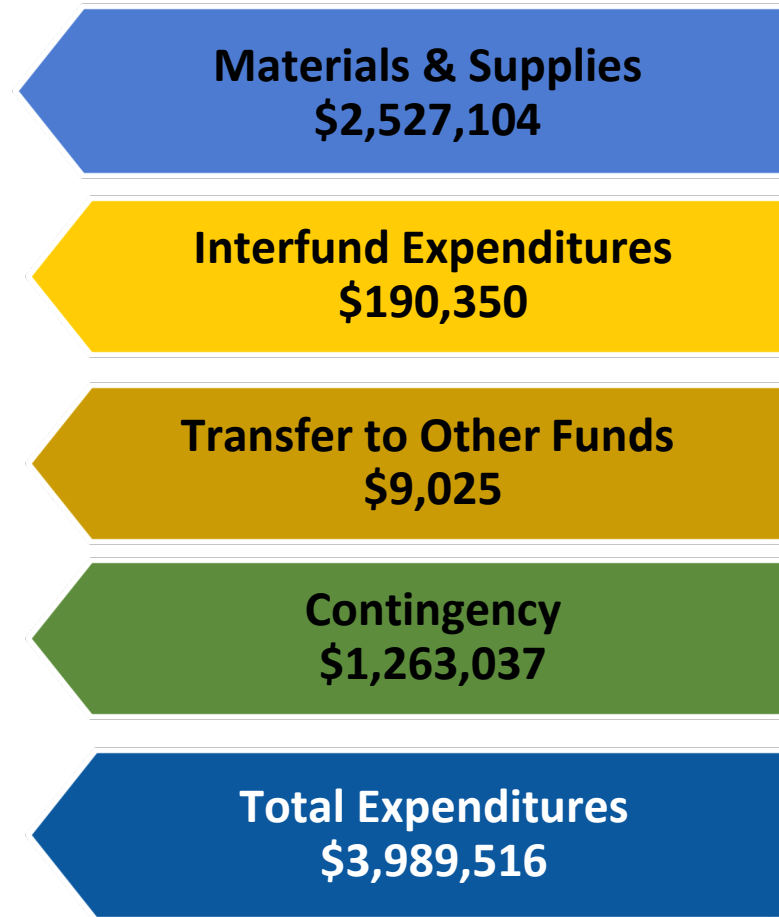 Materials & Supplies
$2,527,104
Interfund Expenditures
$190,350
Transfer to Other Funds
$9,025
Contingency
$1,263,037
Total Expenditures
$3,989,516